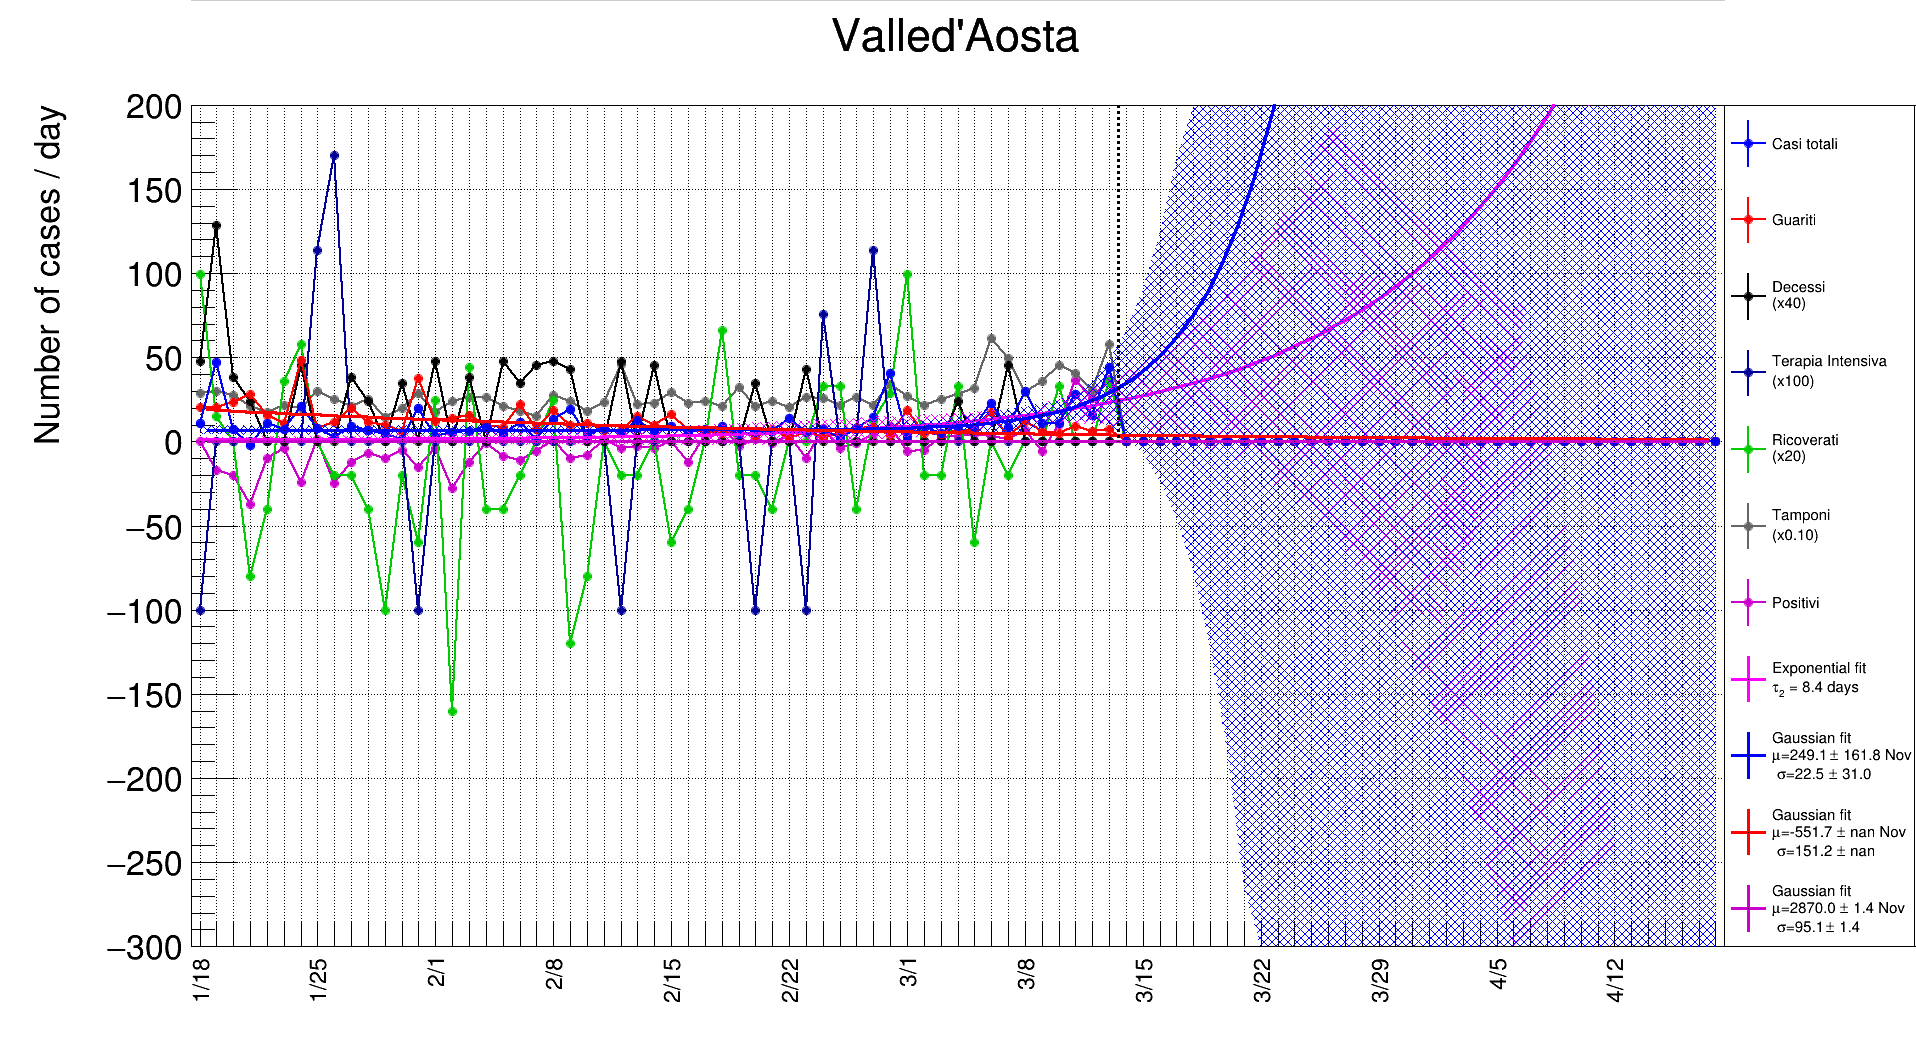 Valled'Aosta
Number of cases / day
200
150
100
50
0
−50
−100
−150
−200
−250
−300
1/18
1/25
2/1
2/8
2/15
2/22
3/1
3/8
3/15
3/22
3/29
4/5
4/12
Casi totali
Guariti
Decessi
(x40)
Terapia Intensiva
(x100)
Ricoverati
(x20)
Tamponi
(x0.10)
Positivi
Exponential fit
τ2 = 8.4 days
Gaussian fit
μ=249.1 ± 161.8 Nov
σ=22.5 ± 31.0
Gaussian fit
μ=-551.7 ± nan Nov
σ=151.2 ± nan
Gaussian fit
μ=2870.0 ± 1.4 Nov
σ=95.1 ± 1.4